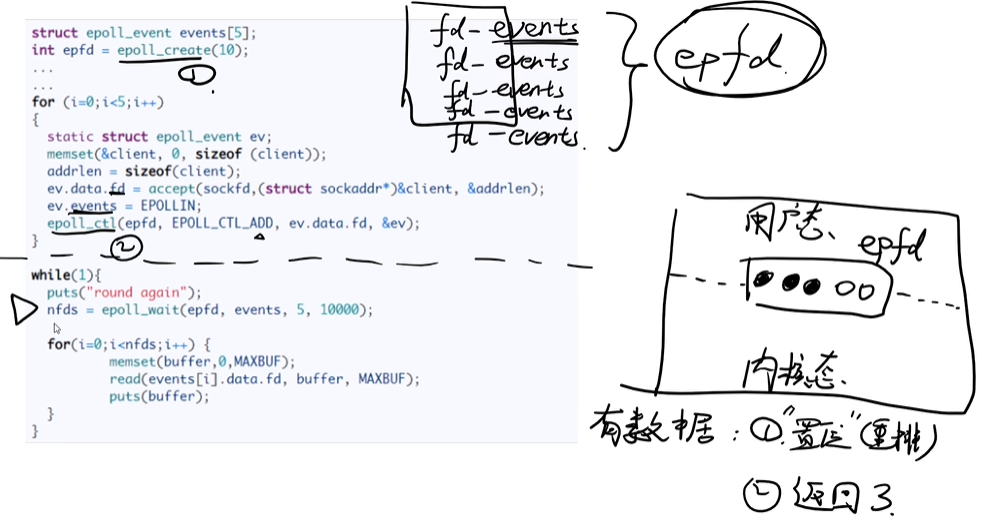 struct epoll_event events[5];
int epfd = epoll_create(10);
①
...
...
for (i=0;i<5;i++)
{
static struct epoll_event ev;
memset(&client, 0, sizeof (client));
addrlen = sizeof(client);
ev.data.fd = accept(sockfd,(struct sockaddr*)&client, &addrlen);
ev.events = EPOLLIN;
epoll_ctl(epfd, EPOLL_CTL_ADD, ev.data.fd, &ev);
}
②
while(1){
puts("round again");
nfds = epoll_wait(epfd, events, 5, 10000);
for(i=0;i<nfds;i++) {
memset(buffer,0,MAXBUF);
read(events[i].data.fd, buffer, MAXBUF);
puts(buffer);
}
}
fd-events
fd-events
fd-events
fd-events
fd-events.
epfd
用户态、
epfd
内核态.
有数据:①"置位"(重排)
②返回3.